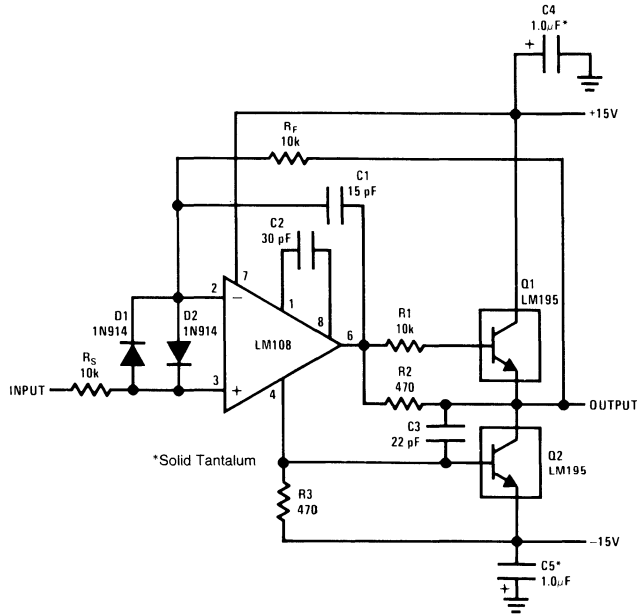 C4
1.0μF*
+
+15V
RF
10k
C1
15 pF
C2
30 pF
7
2
−
1
8
6
D1
1N914
D2
1N914
LM108
R1
10k
Q1
LM195
RS
10k
INPUT
3
+
4
R2
470
OUTPUT
C3
22 pF
*Solid Tantalum
Q2
LM195
R3
470
−15V
C5*
1.0μF
+